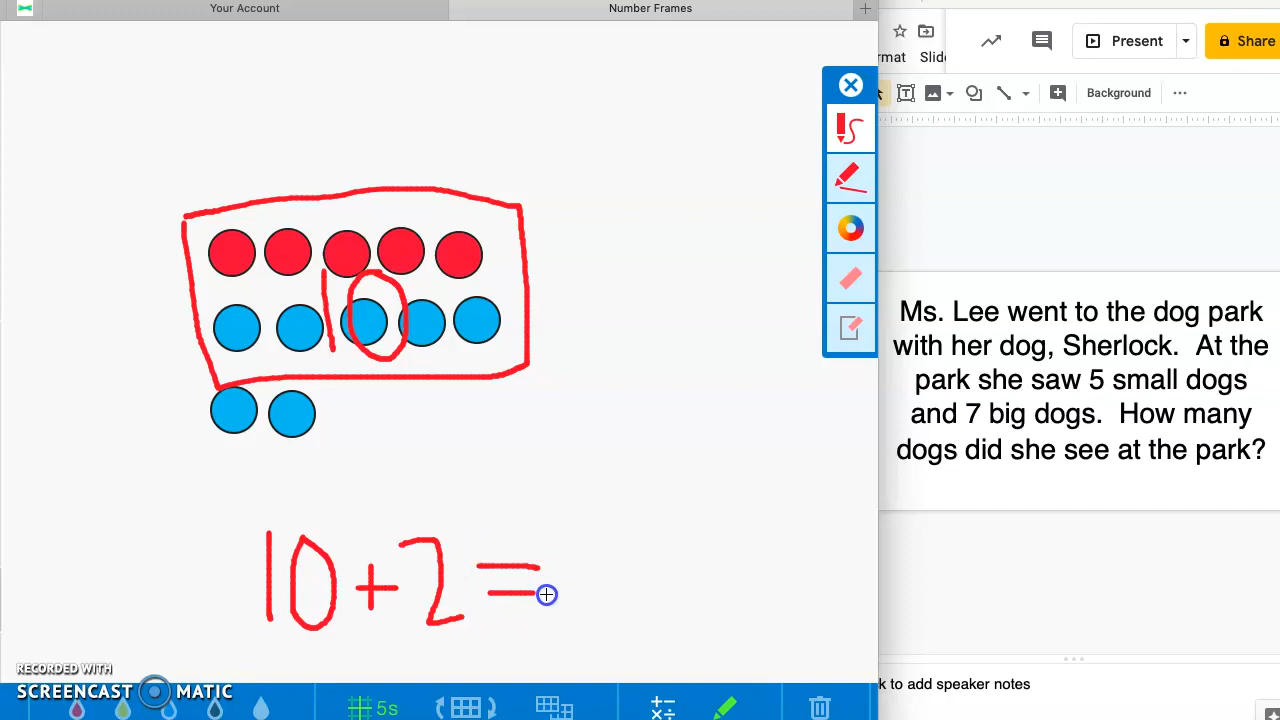 Your Account
Number Frames
rmat
Slide
Present
Share
Background
10
Ms. Lee went to the dog park
with her dog, Sherlock. At the
park she saw 5 small dogs
and 7 big dogs. How many
dogs did she see at the park?
10+2=
RECORDED WITH
SCREENCAST MATIC
5s
k to add speaker notes